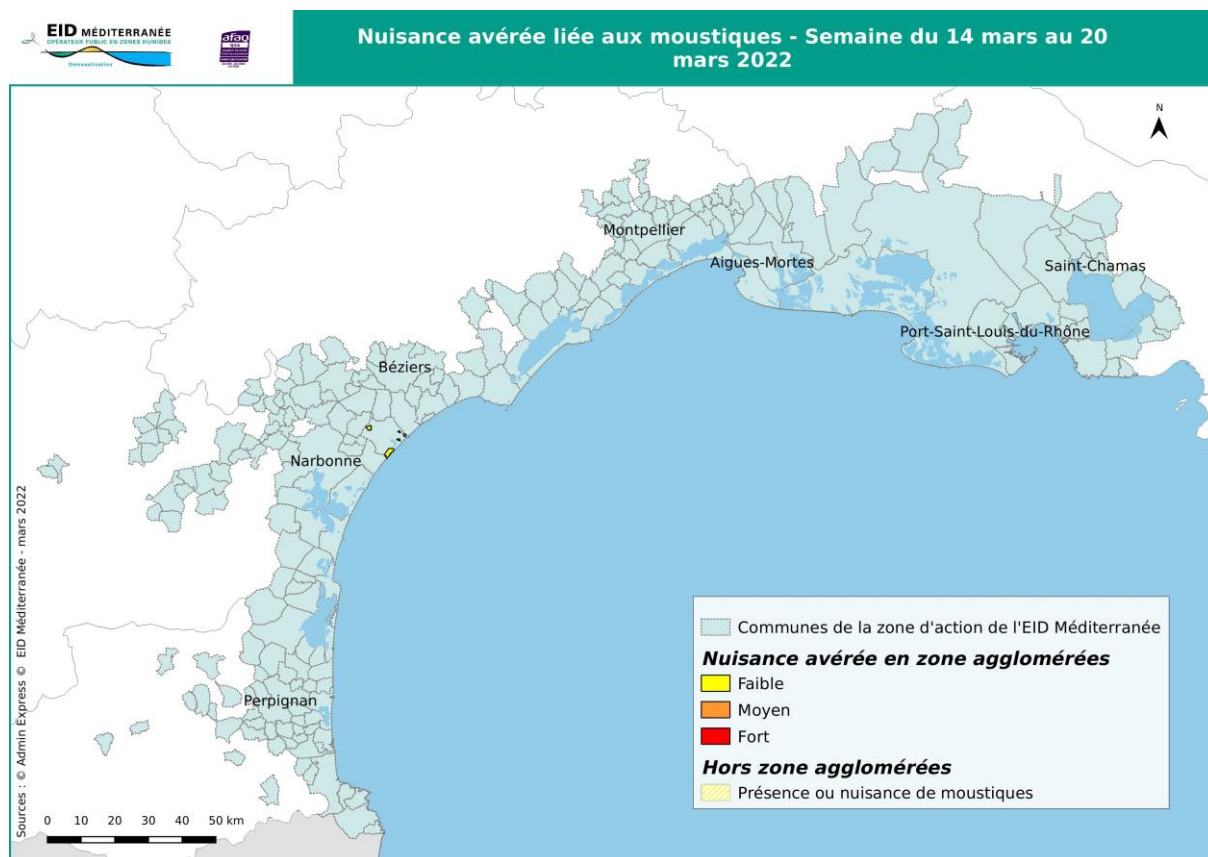 EID MÉDITERRANÉE
OPÉRATEUR PUBLIC EN ZONES HUMIDES
Démoustication
afaq
Nuisance avérée liée aux moustiques - Semaine du 14 mars au 20
mars 2022
N
Montpellier
Aigues-Mortes
Saint-Chamas
Port-Saint-Louis-du-Rhône
Béziers
Narbonne
Perpignan
Communes de la zone d'action de l'EID Méditerranée
Nuisance avérée en zone agglomérées
Faible
Moyen
Fort
Hors zone agglomérées
Présence ou nuisance de moustiques
Sources : © Admin Express © EID Méditerranée - mars 2022
0 10 20 30 40 50 km